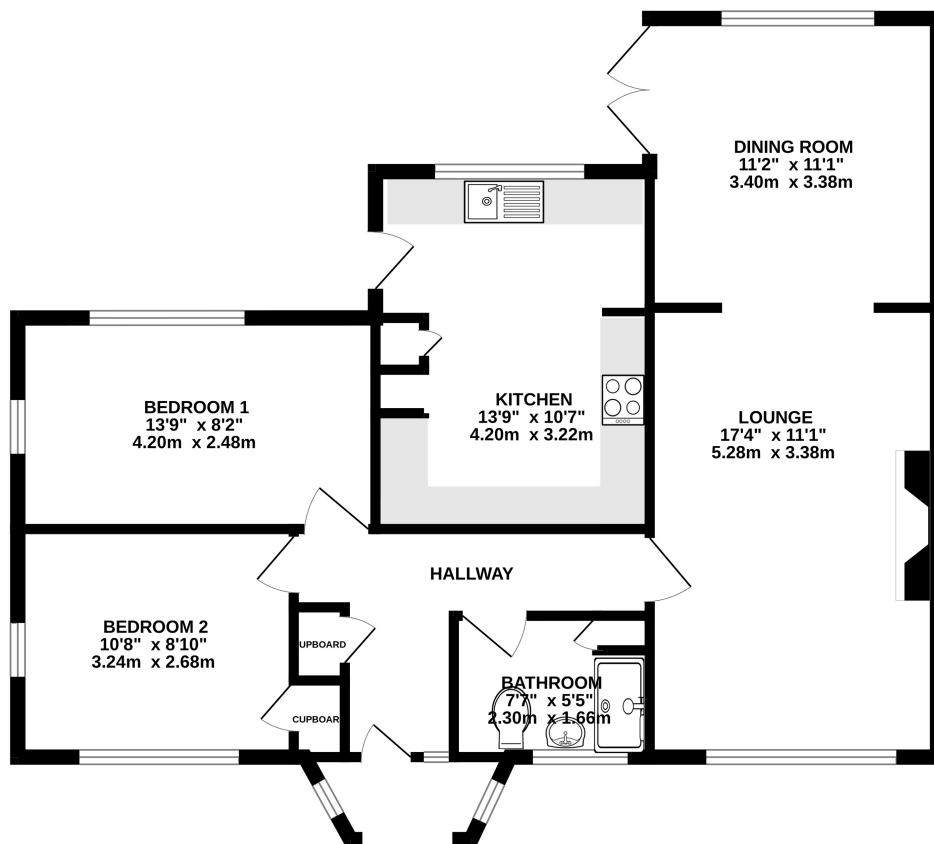 DINING ROOM
11'2" x 11'1"
3.40m x 3.38m
BEDROOM 1
13'9" x 8'2"
4.20m x 2.48m
KITCHEN
13'9" x 10'7"
4.20m x 3.22m
LOUNGE
17'4" x 11'1"
5.28m x 3.38m
HALLWAY
BEDROOM 2
10'8" x 8'10"
3.24m x 2.68m
UPBOARD
CUPBOAR
BATHROOM
7'7" x 5'5"
2.30m x 1.66m